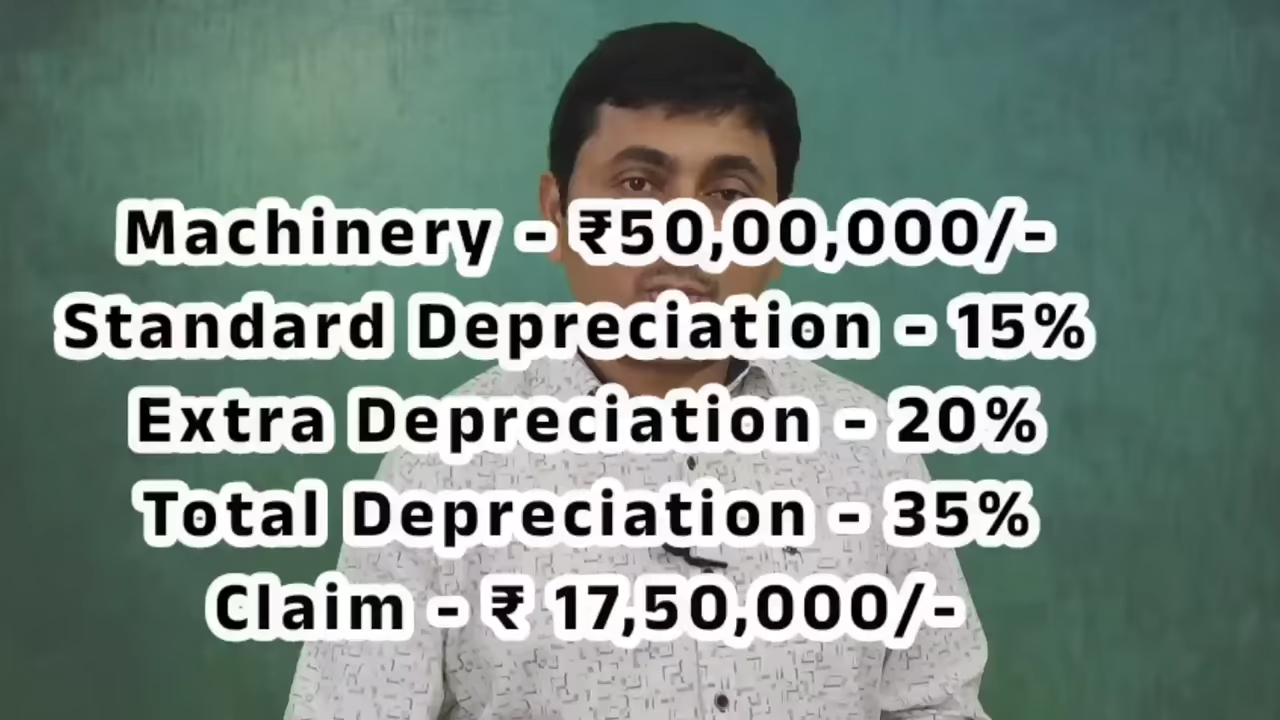 Machinery - ₹50,00,000/-
Standard Depreciation - 15%
Extra Depreciation - 20%
Total Depreciation - 35%
Claim - ₹ 17,50,000/-